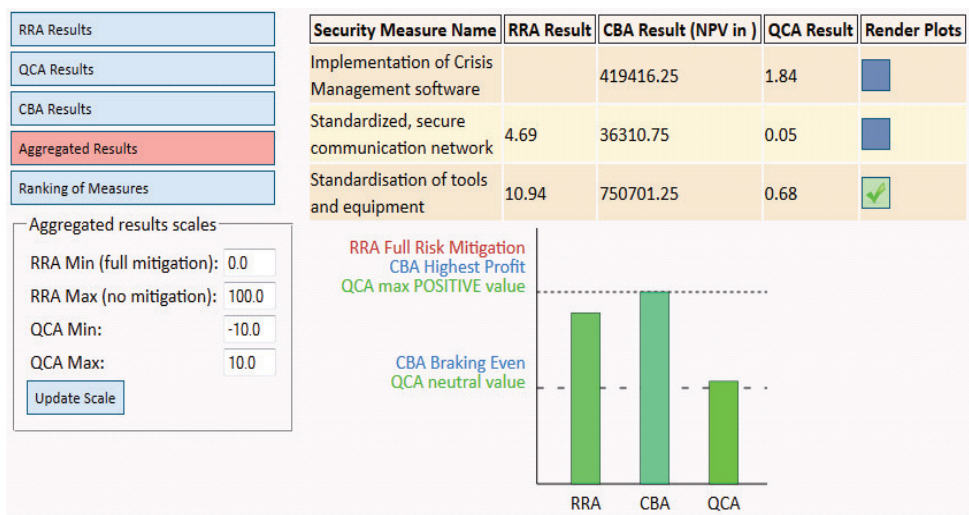 RRA Results
QCA Results
CBA Results
Aggregated Results
Ranking of Measures
Aggregated results scales
RRA Min (full mitigation): 0.0
RRA Max (no mitigation): 100.0
QCA Min: -10.0
QCA Max: 10.0
Update Scale
Security Measure Name RRA Result CBA Result (NPV in ) QCA Result Render Plots
Implementation of Crisis
Management software 419416.25 1.84
Standardized, secure
communication network 4.69 36310.75 0.05
Standardisation of tools
and equipment 10.94 750701.25 0.68
RRA Full Risk Mitigation
CBA Highest Profit
QCA max POSITIVE value
CBA Braking Even
QCA neutral value
RRA CBA QCA